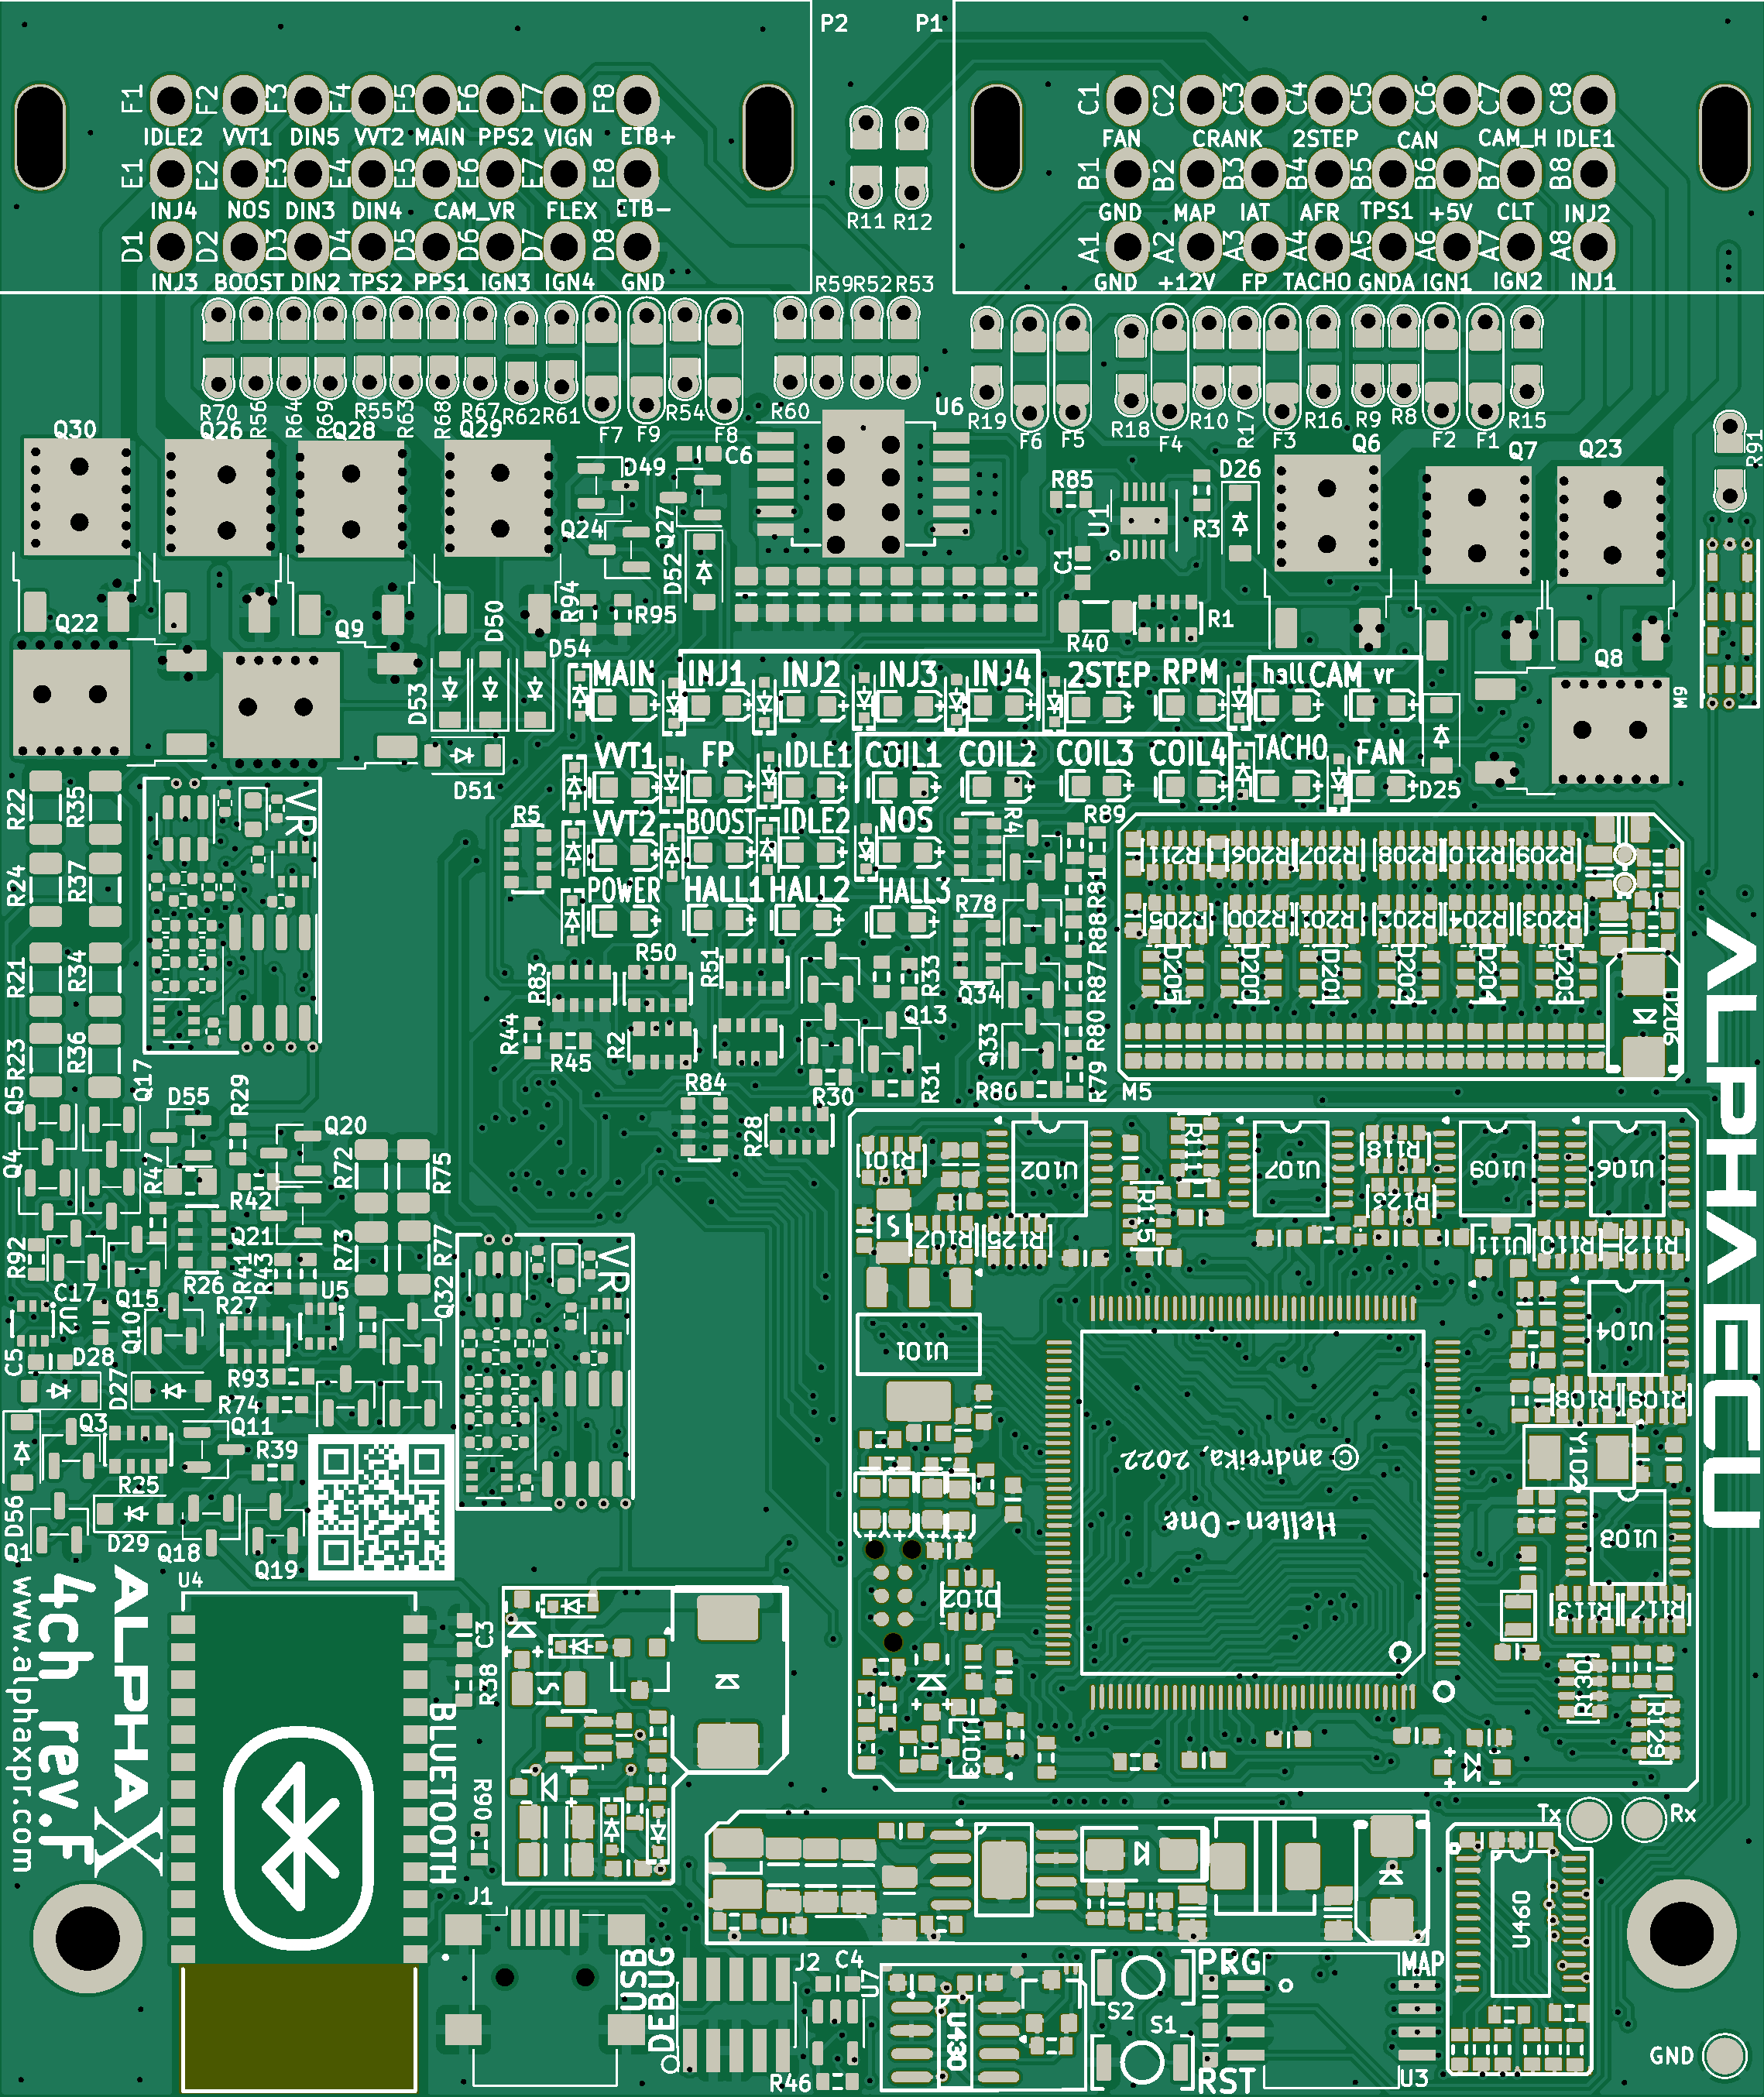 P2 P1
F1 F2 F3 F4 F5 F6 F7 F8
IDLE2 VVT1 DIN5 VVT2 MAIN PPS2 VIGN ETB+
E1 E2 E3 E4 E5 E6 E7 E8
INJ4 NOS DIN3 DIN4 CAM_VR FLEX ETB-
D1 D2 D3 D4 D5 D6 D7 D8
INJ3 BOOST DIN2 TPS2 PPS1 IGN3 IGN4 GND
R11 R12
C1 C2 C3 C4 C5 C6 C7 C8
FAN CRANK 2STEP CAN CAM_H IDLE1
B1 B2 B3 B4 B5 B6 B7 B8
GND MAP IAT AFR TPS1 +5V CLT INJ2
A1 A2 A3 A4 A5 A6 A7 A8
GND +12V FP TACHO GNDA IGN1 IGN2 INJ1
R59 R52 R53
R70 R56 R64 R69 R55 R63 R68 R67 R62 R61 F7 F9 R54 F8 R60 U6
R19 F6 F5 R18 F4 R10 R17 F3 R16 R9 R8 F2 F1 R15 R91
Q30 Q26 Q28 Q29 D49 C6 Q24 Q27 D52
R85 U1 R3 D26 Q6 Q7 Q23 C1
Q22 Q9 D50 D54 R94 R95 D53 R40 R1 Q8 M9
MAIN INJ1 INJ2 INJ3 INJ4 2STEP RPM hall CAM vr
VVT1 FP IDLE1 COIL1 COIL2 COIL3 COIL4 TACHO FAN
D51 D25
VVT2 BOOST IDLE2 NOS
POWER HALL1 HALL2 HALL3
R22 R35 VR R5 R4 R89
R24 R37 R78 R81 R88
R21 R34 R83 R50 R51 R33 Q34 R87
R23 R36 R44 R45 R2 Q13 Q33 R80
R84 R30 R31 R86 R79 M5
R28
R211 R206 R207 R208 R210 R209
R205 R200 R201 R202 R204 R203
D205 D200 D201 D202 D204 D203 D206
ALPHA ECU
Q5 Q17 D55 R29 Q20
Q4 R47 R42 R72 R75
Q21 R73 R77
R92 R26 R41 R43 Q32
C17 Q15 R27 U5
U2 Q10
C5 D28 D27 R93
R74
Q3 Q11
R25 R39
D56 D29 Q18 Q19
Q1
VR
R101 U102 R111 U107 R118 U109 U106
R107 R125 R115 R123 U111 R110 R112
U101 U104
R108 R109
© andreika, 2022
Hellen-One
Y102
U103
D102 R113 R117
R130 R129
U103
ALPHAX
4ch rev.F
www.alphaxpr.com
U4
BLUETOOTH
C3
R38
R90
J1
USB
DEBUG
J2 C4
U7
R46
U430
S2 S1
PRG
RST
MAP
U3
U460
Tx Rx
GND